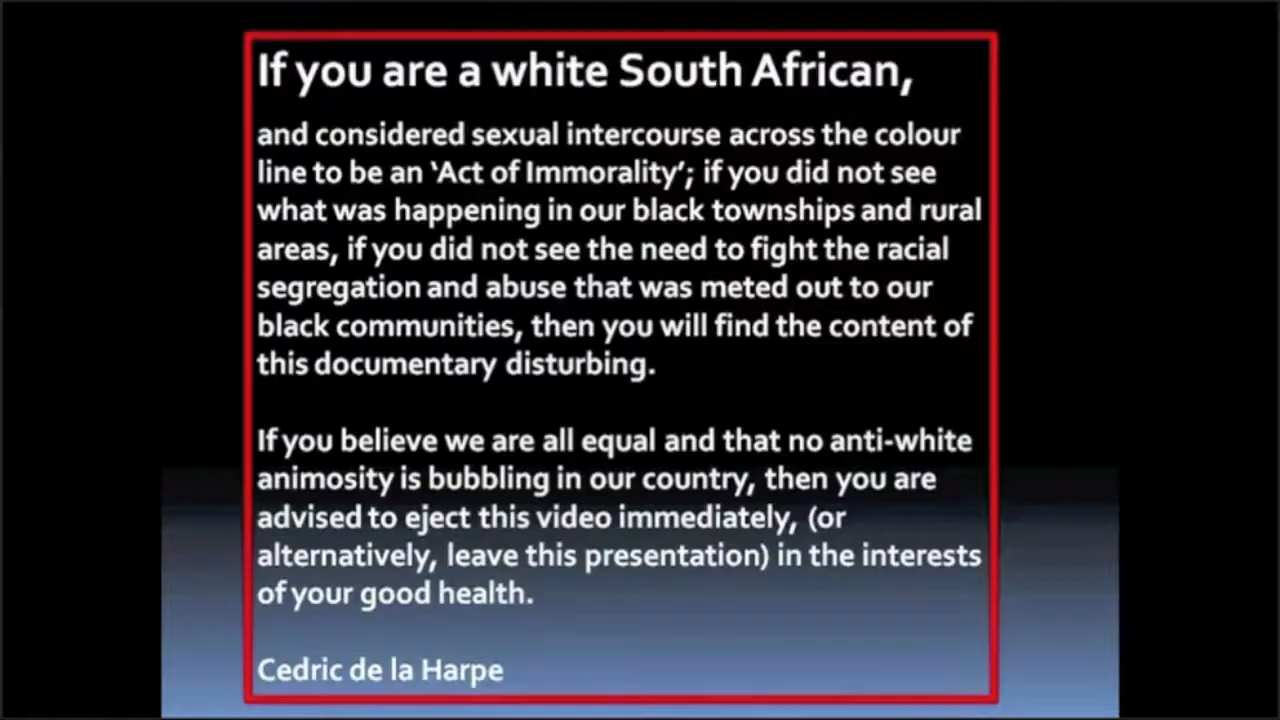 If you are a white South African,
and considered sexual intercourse across the colour
line to be an ‘Act of Immorality’; if you did not see
what was happening in our black townships and rural
areas, if you did not see the need to fight the racial
segregation and abuse that was meted out to our
black communities, then you will find the content of
this documentary disturbing.
If you believe we are all equal and that no anti-white
animosity is bubbling in our country, then you are
advised to eject this video immediately, (or
alternatively, leave this presentation) in the interests
of your good health.
Cedric de la Harpe